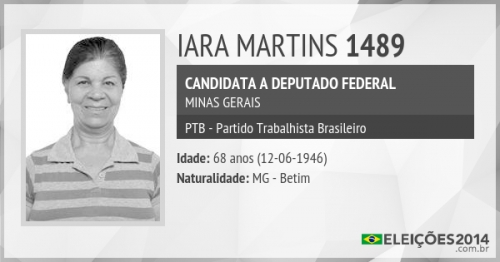 IARA MARTINS 1489
CANDIDATA A DEPUTADO FEDERAL
MINAS GERAIS
PTB - Partido Trabalhista Brasileiro
Idade: 68 anos (12-06-1946)
Naturalidade: MG - Betim
ELEIÇÕES2014
.com.br